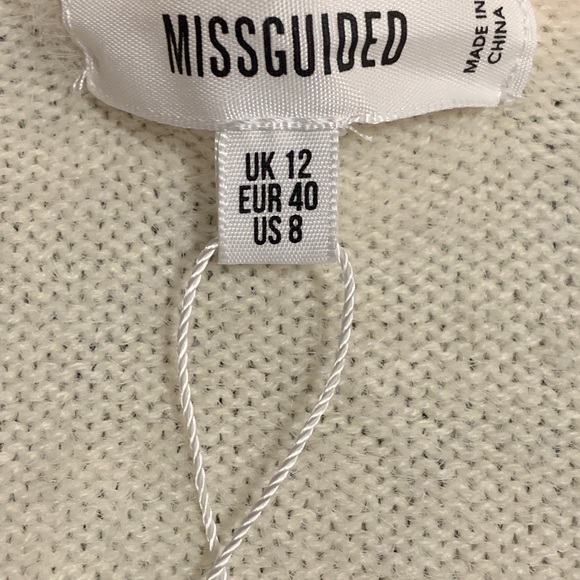 MISSGUIDED
MADE IN
CHINA
UK 12
EUR 40
US 8